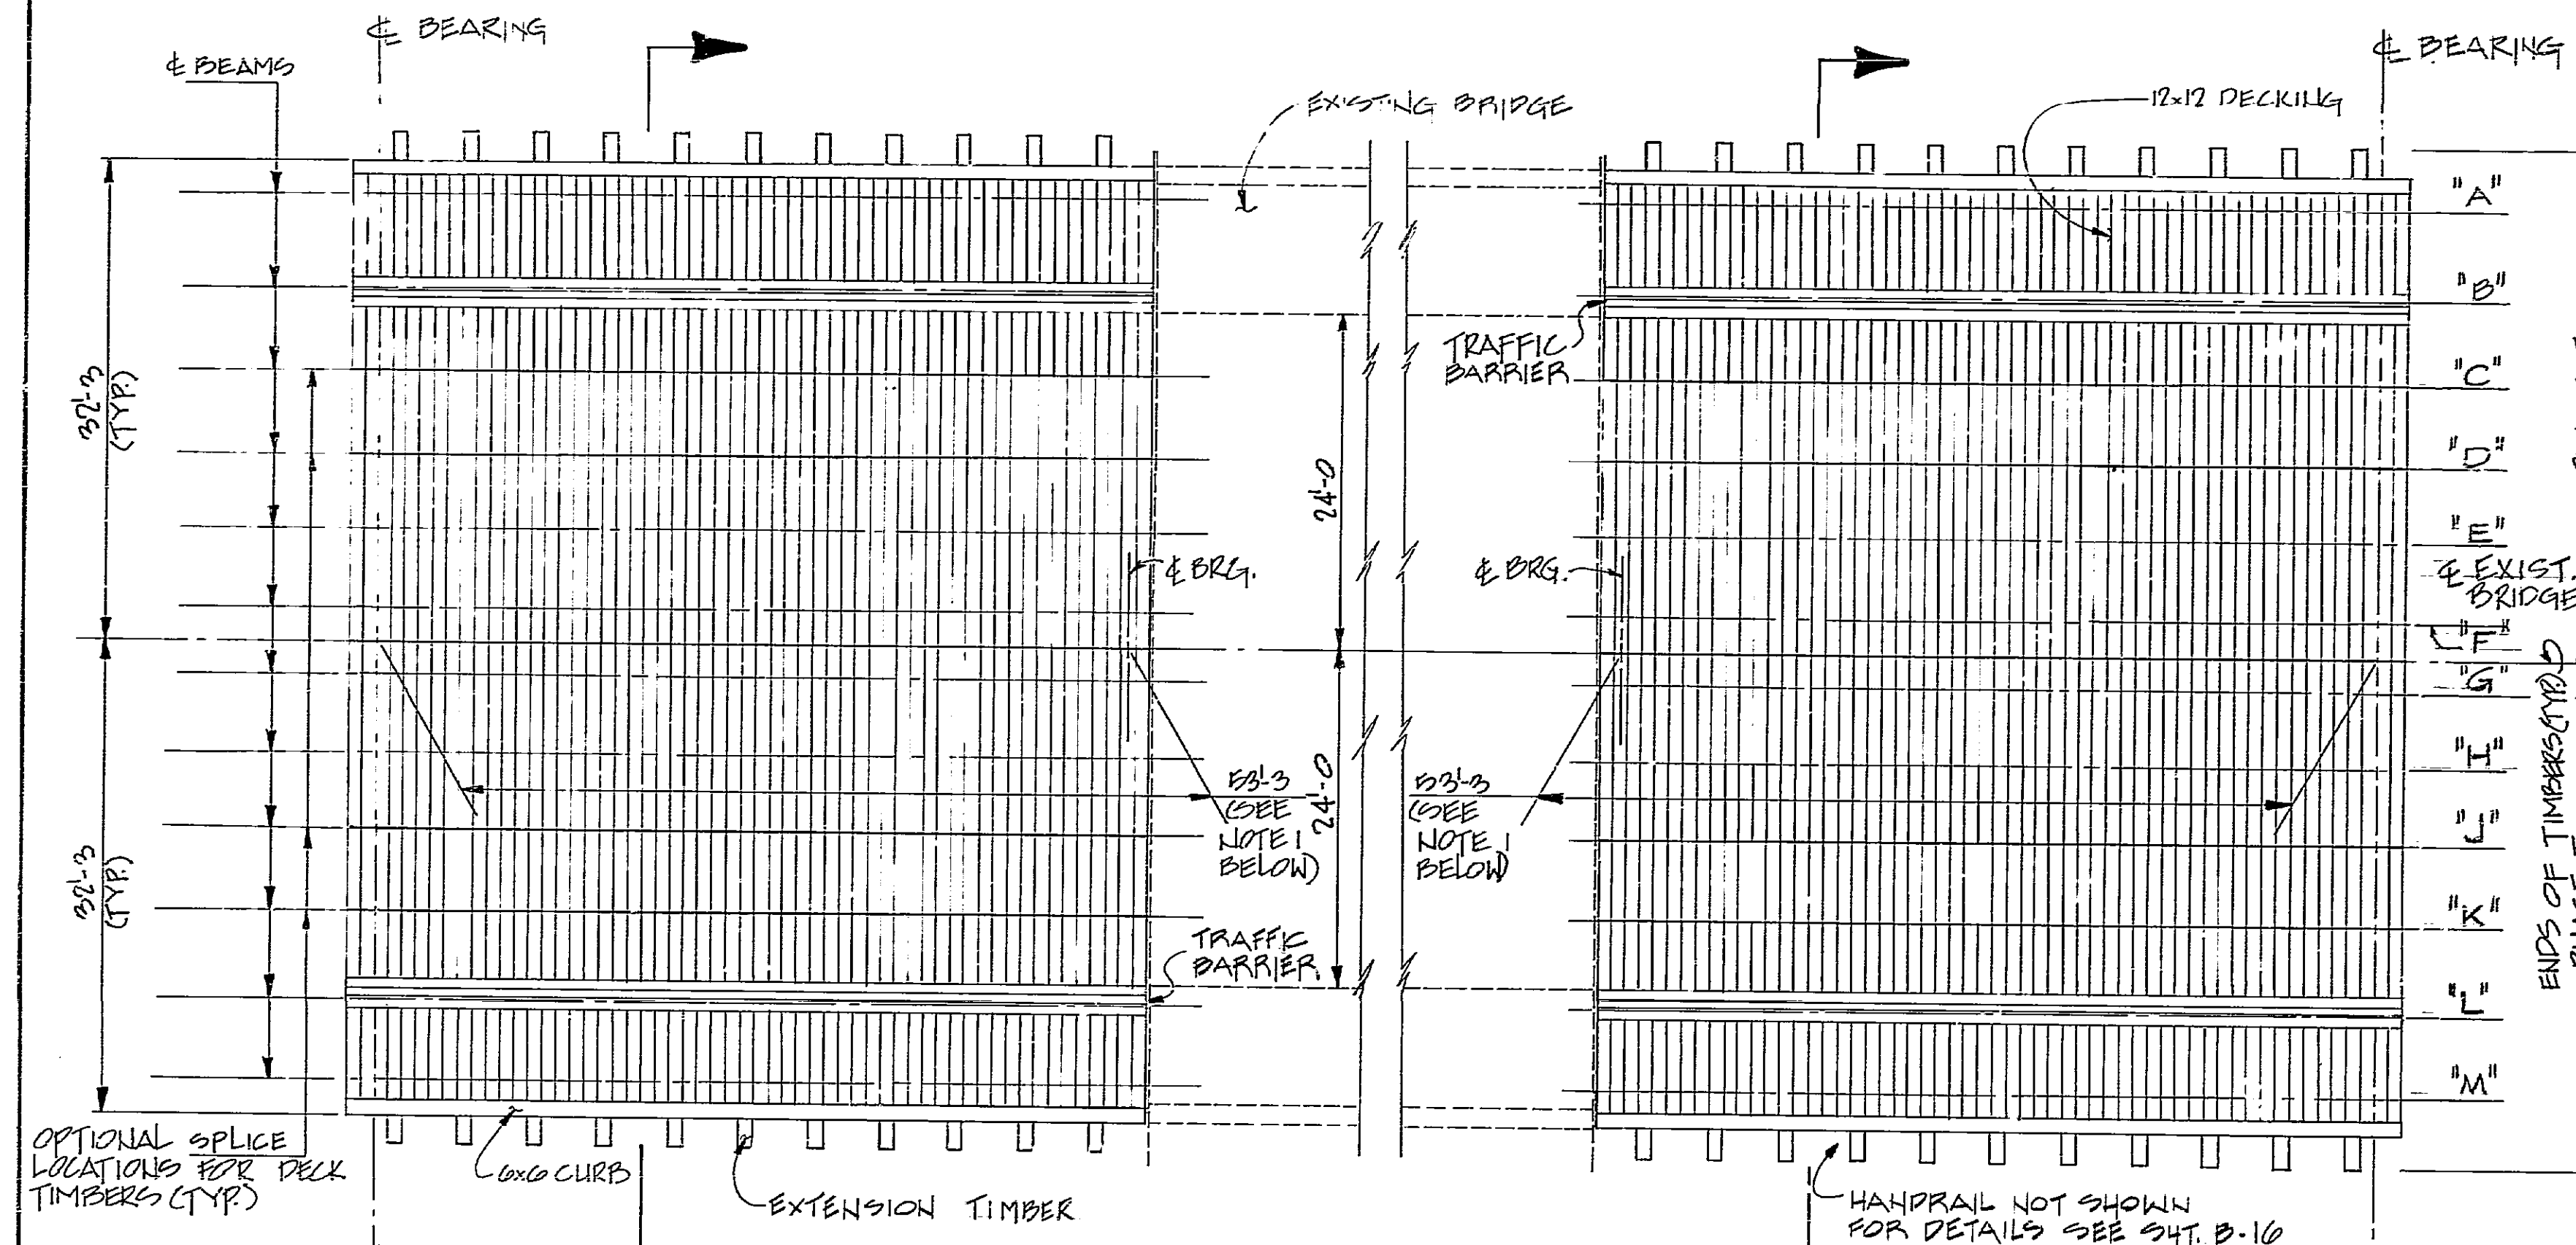 ℄ BEARING
℄ BEAMS
EXISTING BRIDGE
12x12 DECKING
℄ BEARING
"A"
"B"
"C"
"D"
"E"
℄ EXIST.
BRIDGE
"F"
"G"
"H"
"J"
"K"
"L"
"M"
32'-3
(TYP.)
32'-3
(TYP.)
24'-0
24'-0
TRAFFIC
BARRIER
℄ BRG.
℄ BRG.
53'-3
(SEE
NOTE 1
BELOW)
53'-3
(SEE
NOTE 1
BELOW)
TRAFFIC
BARRIER
ENDS OF TIMBERS (TYP.)
OPTIONAL SPLICE
LOCATIONS FOR DECK
TIMBERS (TYP.)
6x6 CURB
EXTENSION TIMBER
HANDRAIL NOT SHOWN
FOR DETAILS SEE SHT. B-16